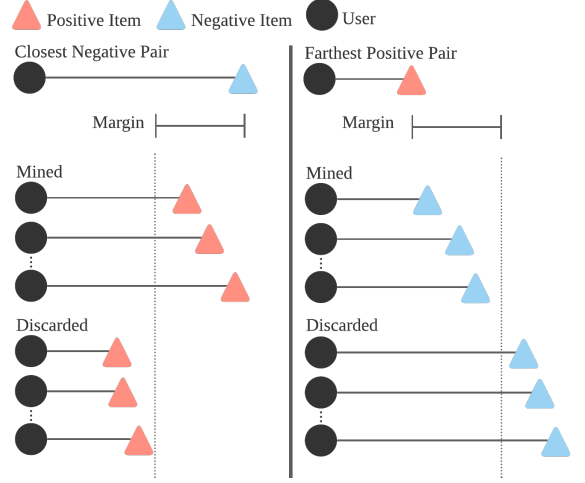 Positive Item Negative Item User
Closest Negative Pair
Margin
Mined
Discarded
Farthest Positive Pair
Margin
Mined
Discarded